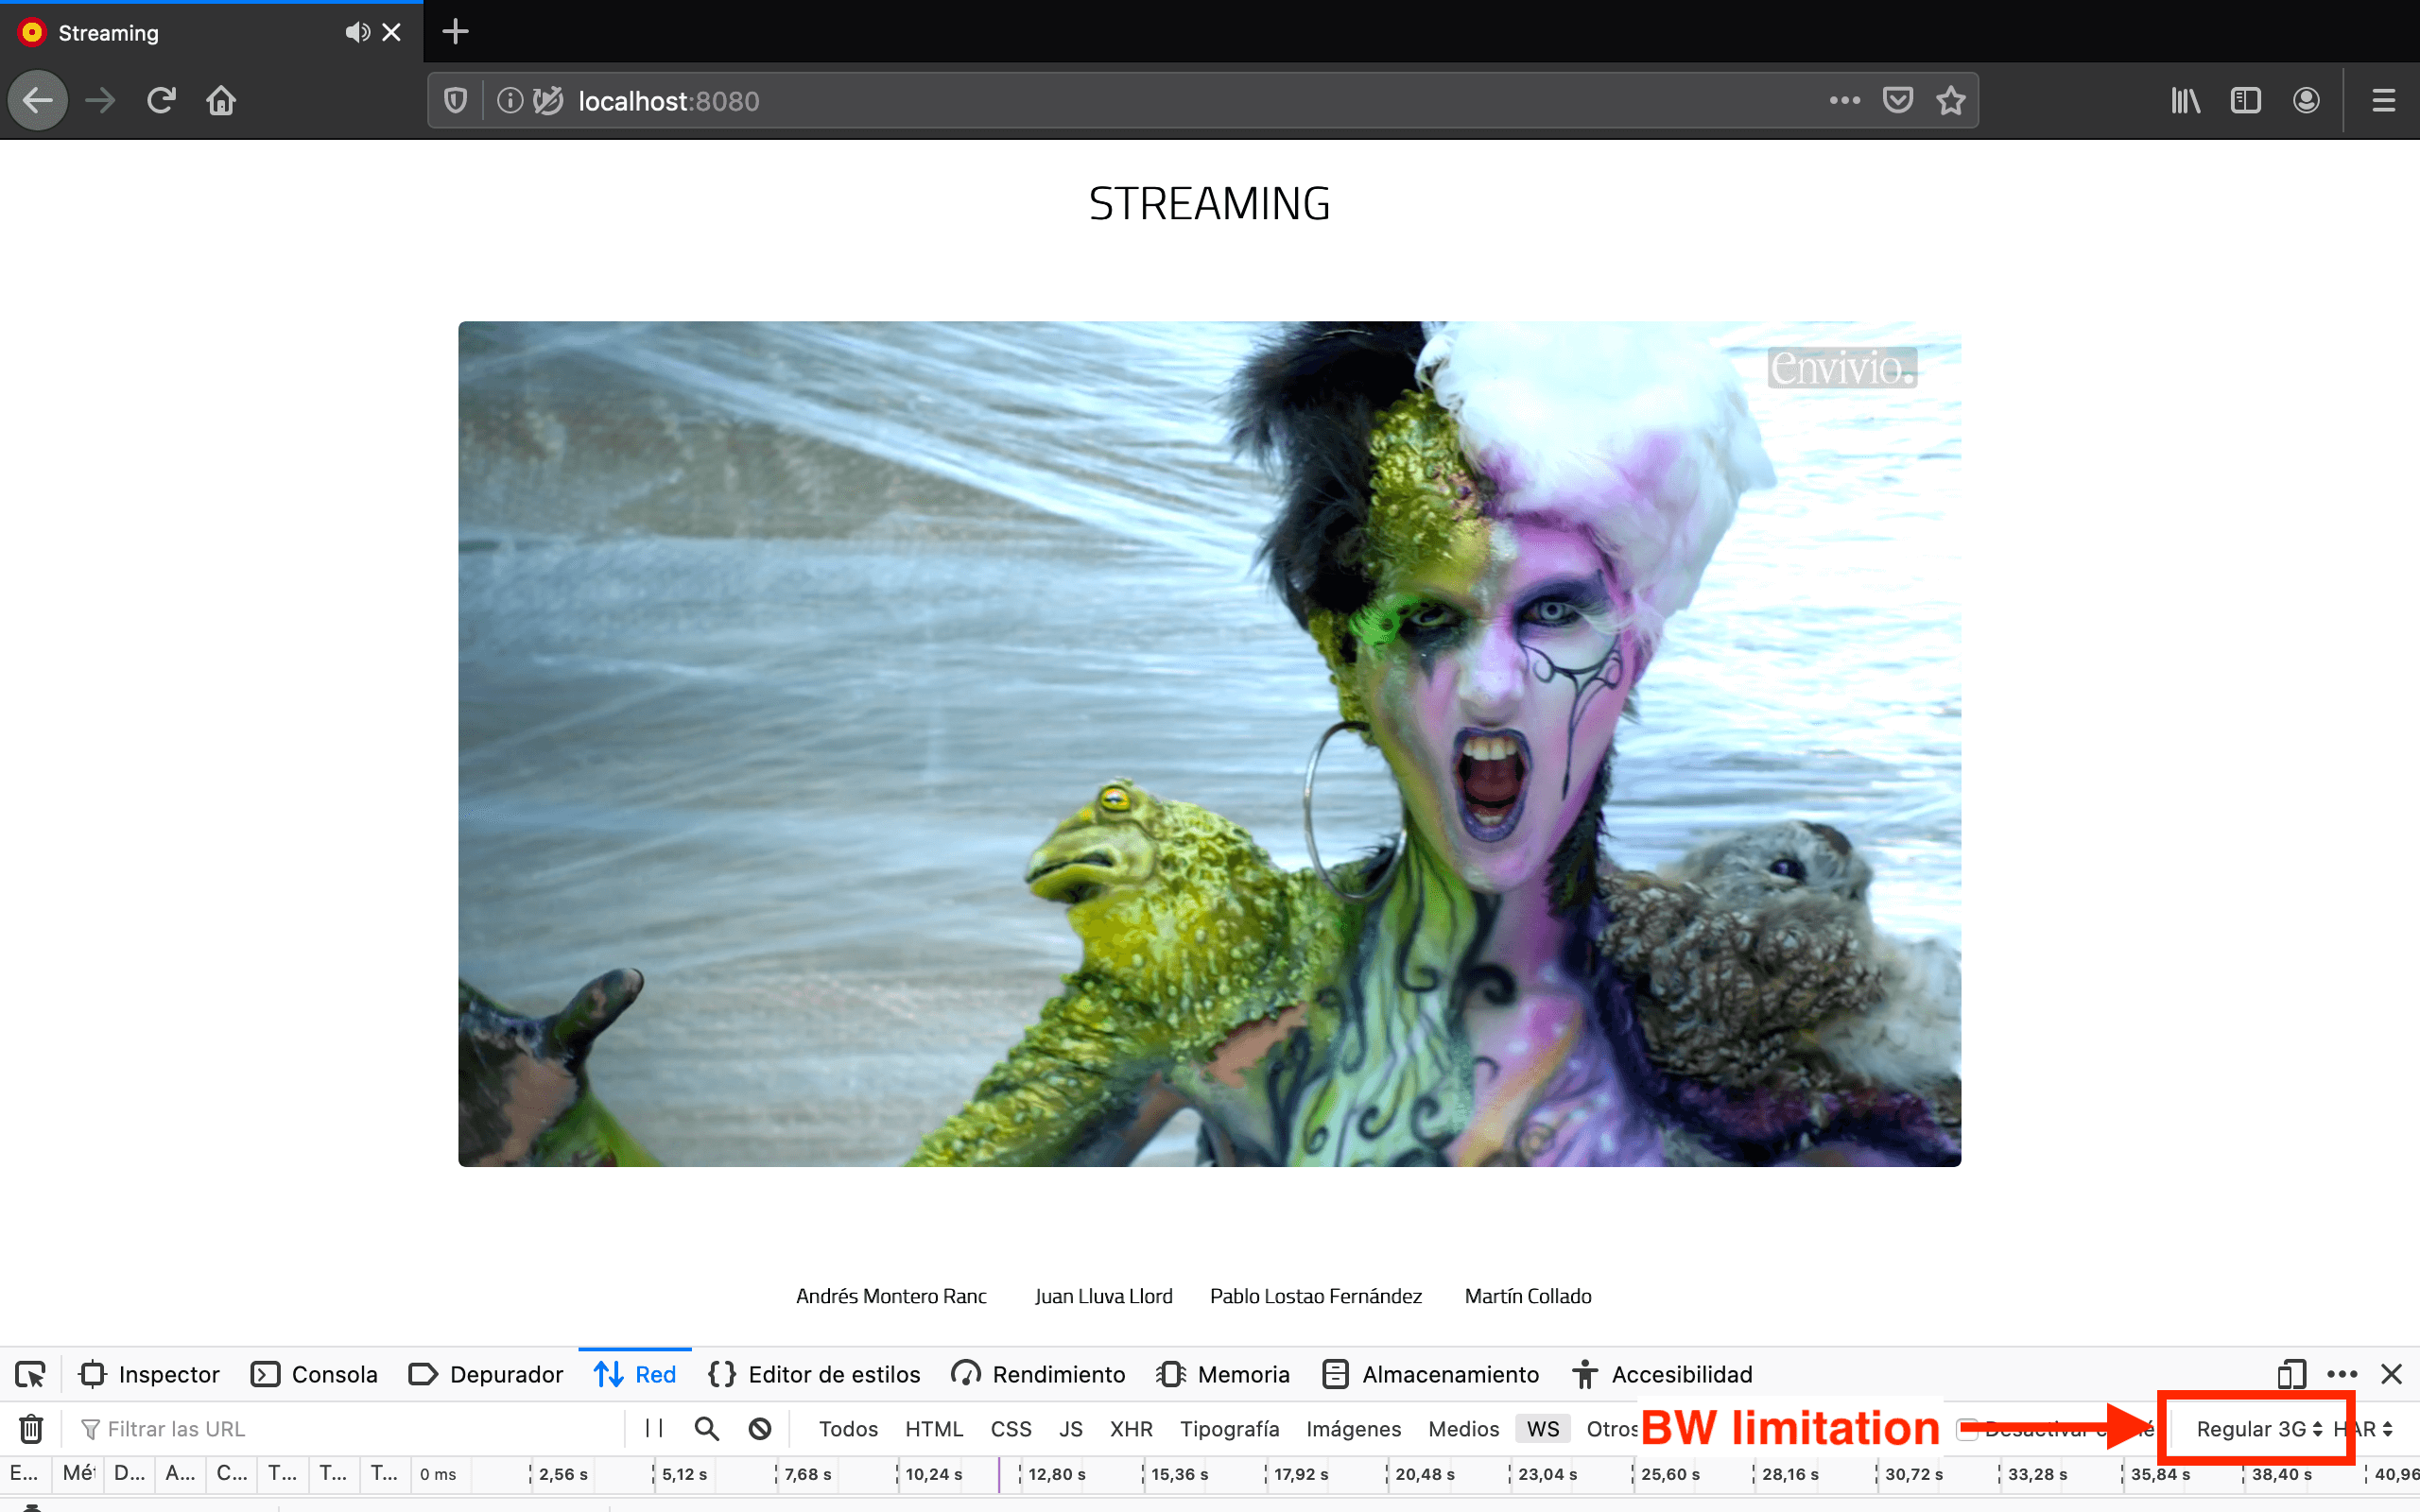 Streaming
localhost:8080
STREAMING
envivio.
Andrés Montero Ranc Juan Lluva Llord Pablo Lostao Fernández Martín Collado
Inspector Consola Depurador Red Editor de estilos Rendimiento Memoria Almacenamiento Accesibilidad
Filtrar las URL Todos HTML CSS JS XHR Tipografía Imágenes Medios WS Otros BW limitation Regular 3G HAR
E... Mét D... A... C... T... T... T... 0 ms 2,56 s 5,12 s 7,68 s 10,24 s 12,80 s 15,36 s 17,92 s 20,48 s 23,04 s 25,60 s 28,16 s 30,72 s 33,28 s 35,84 s 38,40 s 40,96